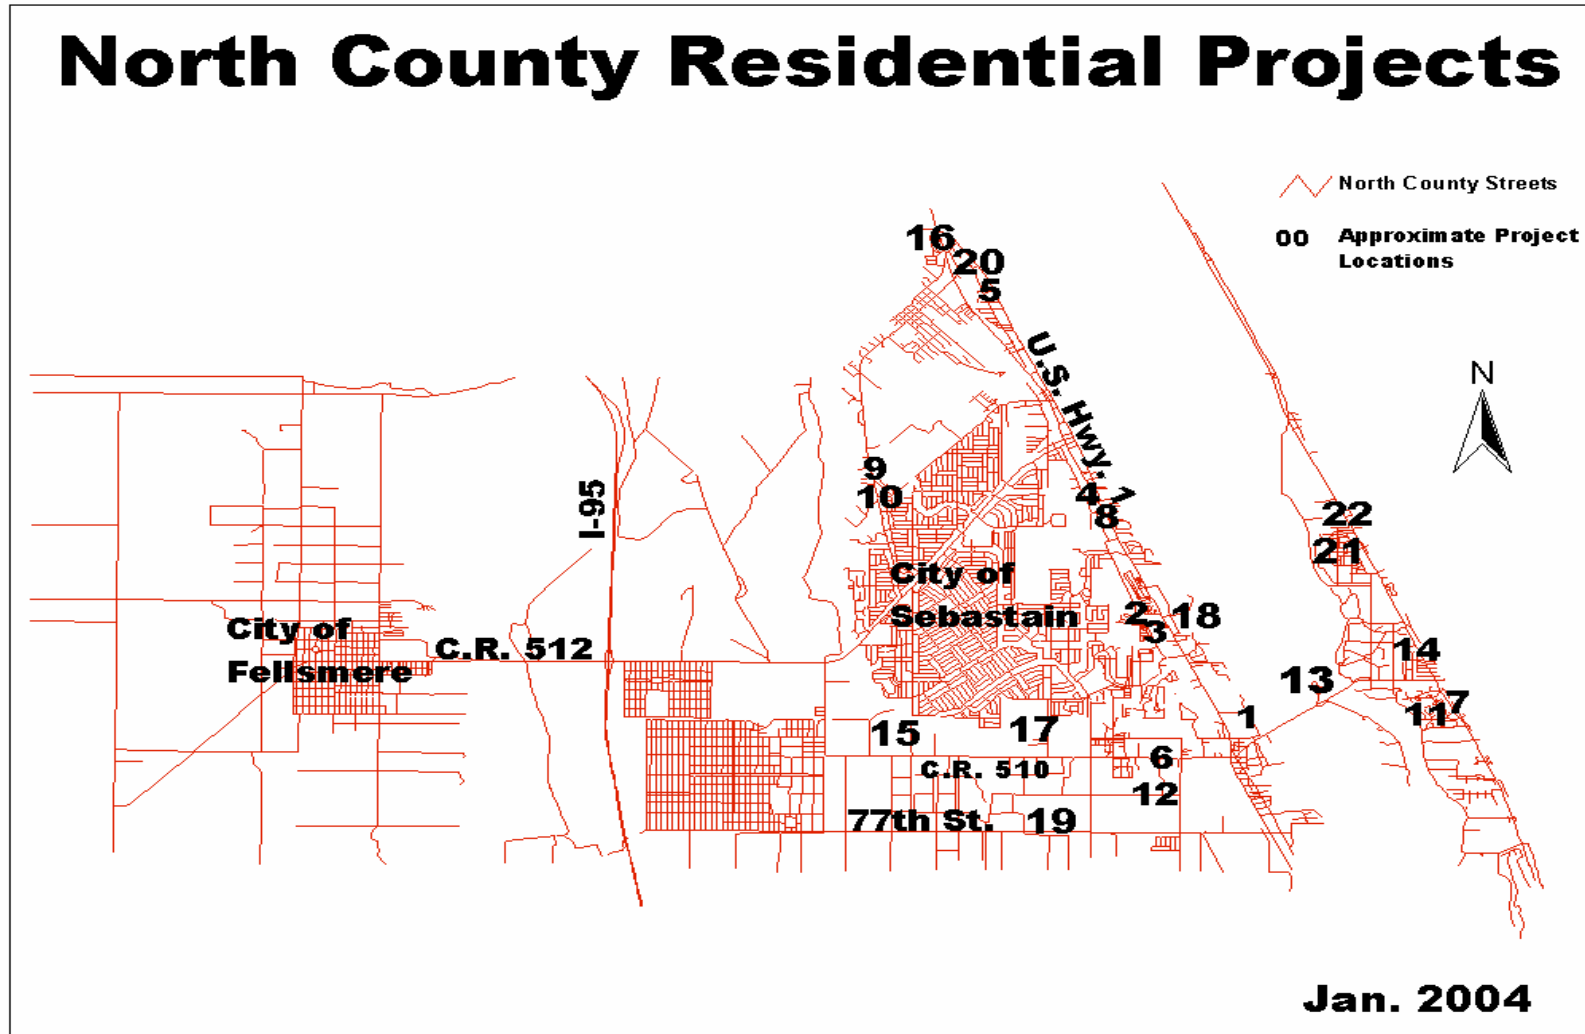 North County Residential Projects
North County Streets
00 Approximate Project
Locations
16
20
5
U.S. Hwy. 1
N
9
10
4
8
I-95
22
21
City of
Sebastain
2
18
3
City of
Fellsmere
C.R. 512
14
13
7
11
1
15
17
6
C.R. 510
12
77th St.
19
Jan. 2004